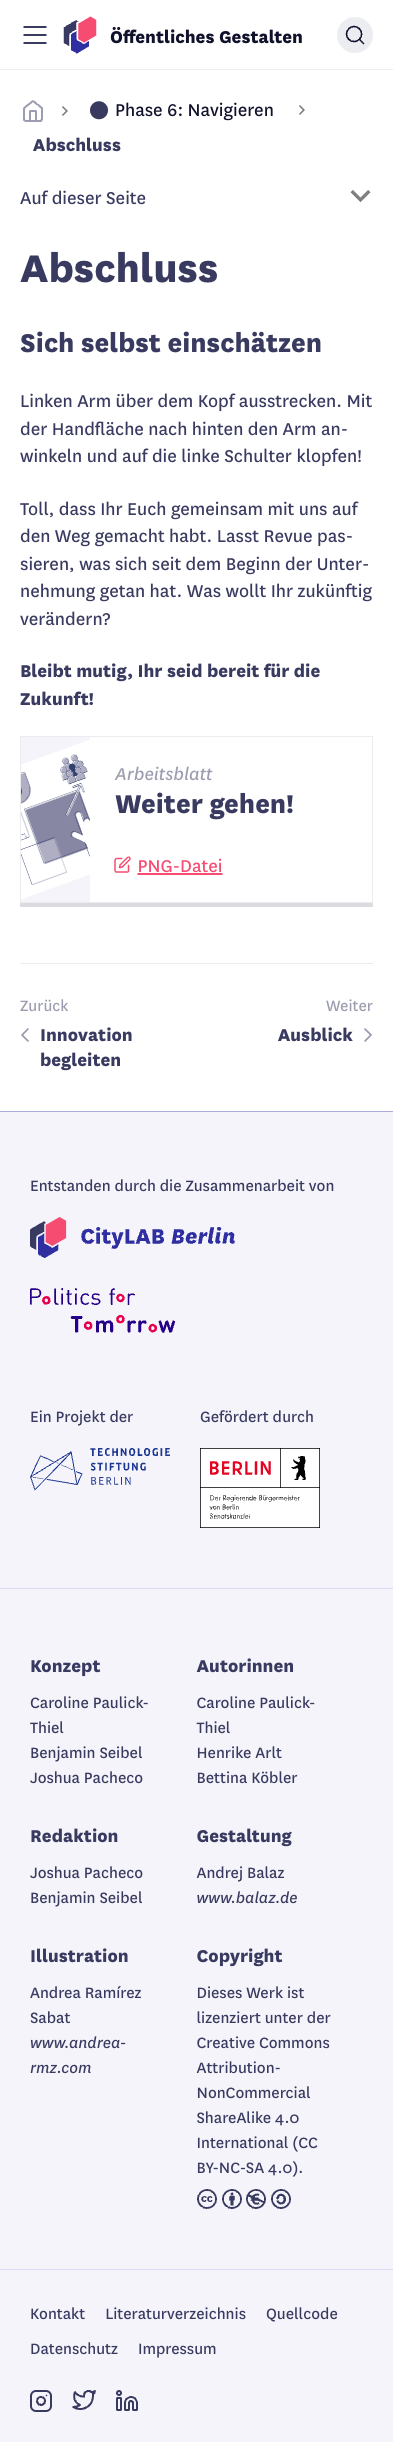 Öffentliches Gestalten
Phase 6: Navigieren
Abschluss
Auf dieser Seite
Abschluss
Sich selbst einschätzen
Linken Arm über dem Kopf ausstrecken. Mit
der Handfläche nach hinten den Arm an-
winkeln und auf die linke Schulter klopfen!
Toll, dass Ihr Euch gemeinsam mit uns auf
den Weg gemacht habt. Lasst Revue pas-
sieren, was sich seit dem Beginn der Unter-
nehmung getan hat. Was wollt Ihr zukünftig
verändern?
Bleibt mutig, Ihr seid bereit für die
Zukunft!
Arbeitsblatt
Weiter gehen!
PNG-Datei
Zurück
Innovation
begleiten
Weiter
Ausblick
Entstanden durch die Zusammenarbeit von
CityLAB Berlin
Politics for
Tomorrow
Ein Projekt der
TECHNOLOGIE
STIFTUNG
BERLIN
Gefördert durch
BERLIN
Der Regierende Bürgermeister
von Berlin
Senatskanzlei
Konzept
Caroline Paulick-
Thiel
Benjamin Seibel
Joshua Pacheco
Autorinnen
Caroline Paulick-
Thiel
Henrike Arlt
Bettina Köbler
Redaktion
Joshua Pacheco
Benjamin Seibel
Gestaltung
Andrej Balaz
www.balaz.de
Illustration
Andrea Ramírez
Sabat
www.andrea-
rmz.com
Copyright
Dieses Werk ist
lizenziert unter der
Creative Commons
Attribution-
NonCommercial
ShareAlike 4.0
International (CC
BY-NC-SA 4.0).
Kontakt Literaturverzeichnis Quellcode
Datenschutz Impressum